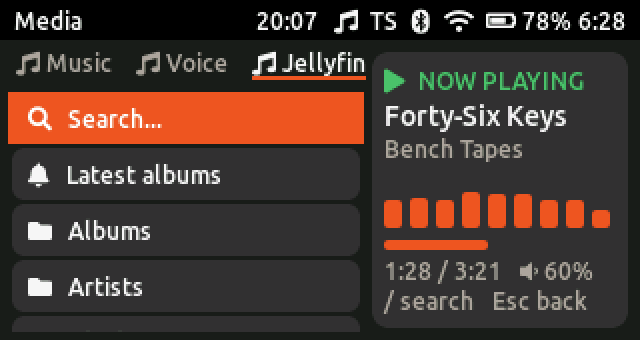 Media 20:07 TS 78% 6:28
Music Voice Jellyfin
Search...
Latest albums
Albums
Artists
NOW PLAYING
Forty-Six Keys
Bench Tapes
1:28 / 3:21 60%
/ search Esc back